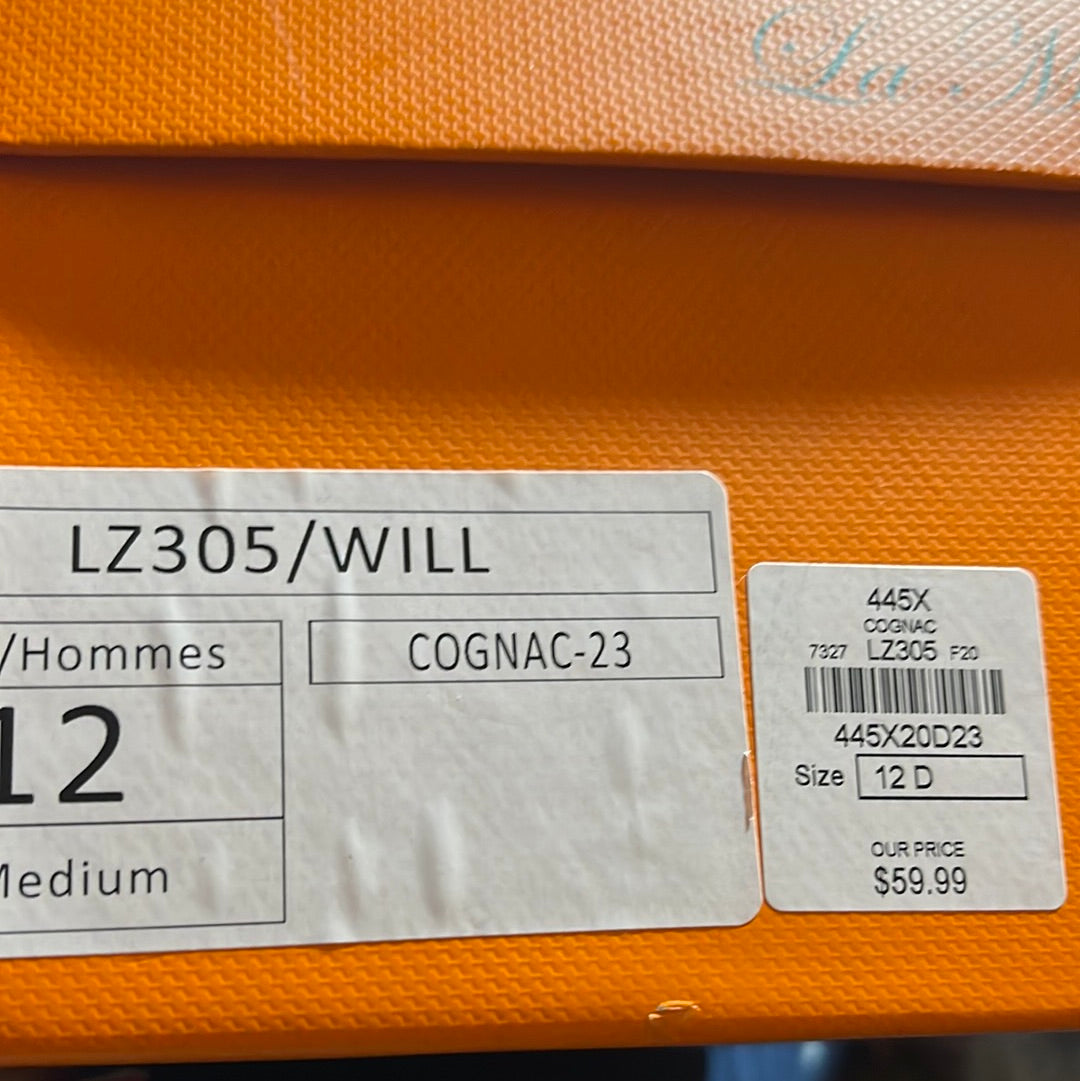 La
LZ305/WILL
/Hommes
COGNAC-23
12
Medium
445X
COGNAC
7327 LZ305 F20
445X20D23
Size 12 D
OUR PRICE
$59.99